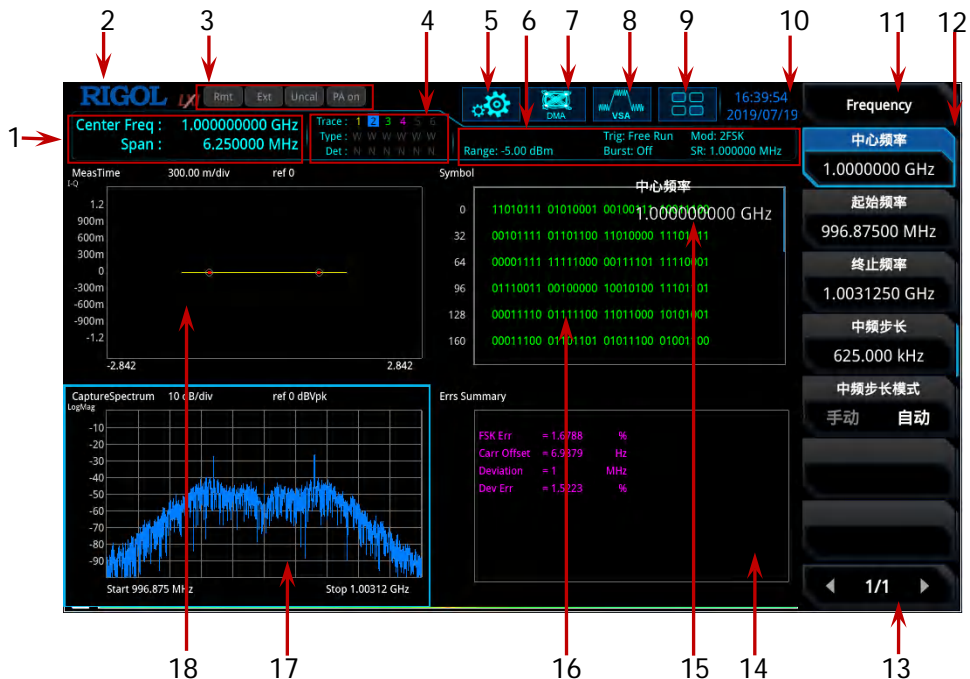 2 3 4 5 6 7 8 9 10 11 12
RIGOL
Rmt Ext Uncal PA on
DMA
VSA
16:39:54
2019/07/19
Frequency
1
Center Freq : 1.000000000 GHz
Span : 6.250000 MHz
Trace : 1 2 3 4 5 6
Type : W W W W W W
Det : N N N N N N
Trig: Free Run Mod: 2FSK
Range: -5.00 dBm Burst: Off SR: 1.000000 MHz
中心频率
1.0000000 GHz
起始频率
996.87500 MHz
终止频率
1.0031250 GHz
中频步长
625.000 kHz
中频步长模式
手动 自动
1/1
MeasTime 300.00 m/div ref 0
I-Q
1.2
900m
600m
300m
0
-300m
-600m
-900m
-1.2
-2.842 2.842
Symbol
中心频率
1.000000000 GHz
0 11010111 01010001 00100111
32 00101111 01101100 11010000
64 00001111 11111000 00111101 11110001
96 01110011 00100000 10010100
128 00011110 01111100 11011000 10101001
160 00011100 01101101 01011100
CaptureSpectrum 10 dB/div ref 0 dBVpk
LogMag
-10
-20
-30
-40
-50
-60
-70
-80
-90
Start 996.875 MHz Stop 1.00312 GHz
Errs Summary
FSK Err = 1.6788 %
Carr Offset = Hz
Deviation = 1 MHz
Dev Err = %
18 17 16 15 14 13